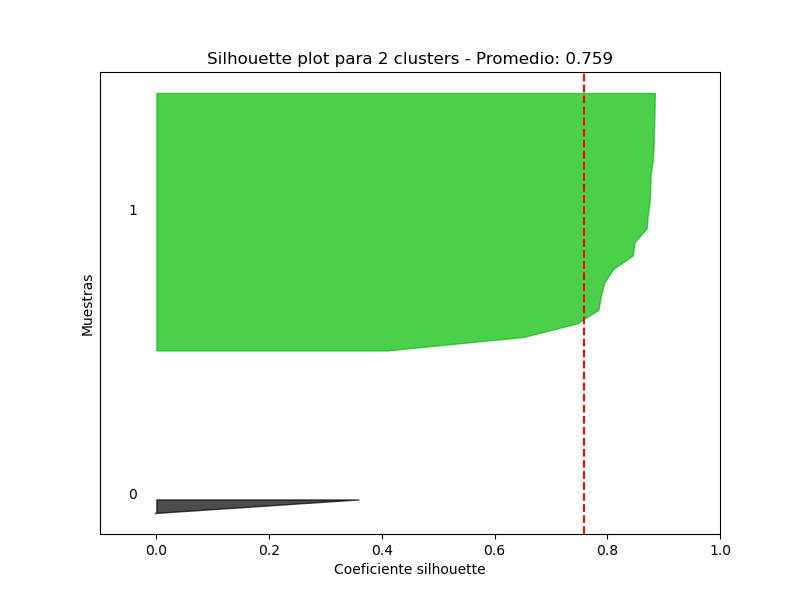 Silhouette plot para 2 clusters - Promedio: 0.759
1
Muestras
0
0.0 0.2 0.4 0.6 0.8 1.0
Coeficiente silhouette